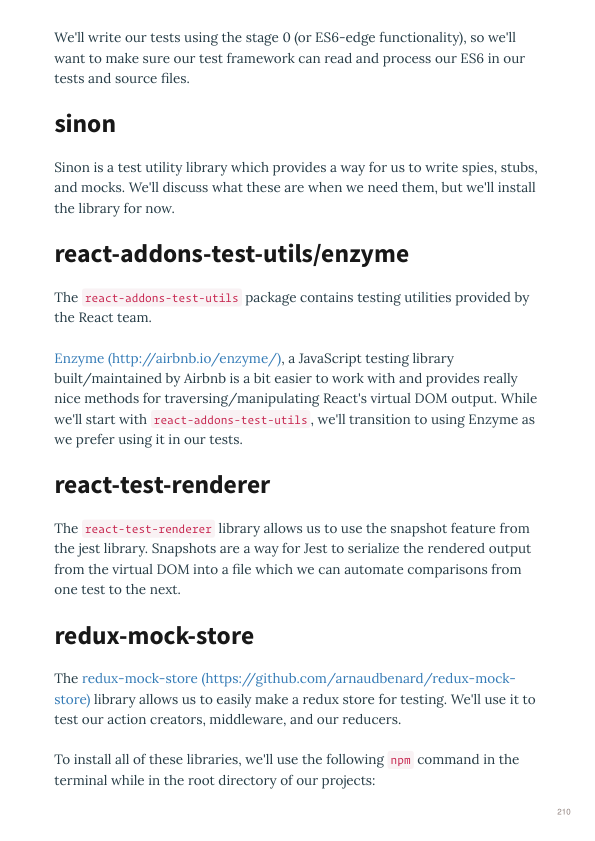 We'll write our tests using the stage 0 (or ES6-edge functionality), so we'll
want to make sure our test framework can read and process our ES6 in our
tests and source files.
sinon
Sinon is a test utility library which provides a way for us to write spies, stubs,
and mocks. We'll discuss what these are when we need them, but we'll install
the library for now.
react-addons-test-utils/enzyme
The react-addons-test-utils package contains testing utilities provided by
the React team.
Enzyme (http://airbnb.io/enzyme/), a JavaScript testing library
built/maintained by Airbnb is a bit easier to work with and provides really
nice methods for traversing/manipulating React's virtual DOM output. While
we'll start with react-addons-test-utils, we'll transition to using Enzyme as
we prefer using it in our tests.
react-test-renderer
The react-test-renderer library allows us to use the snapshot feature from
the jest library. Snapshots are a way for Jest to serialize the rendered output
from the virtual DOM into a file which we can automate comparisons from
one test to the next.
redux-mock-store
The redux-mock-store (https://github.com/arnaudbenard/redux-mock-
store) library allows us to easily make a redux store for testing. We'll use it to
test our action creators, middleware, and our reducers.
To install all of these libraries, we'll use the following npm command in the
terminal while in the root directory of our projects:
210